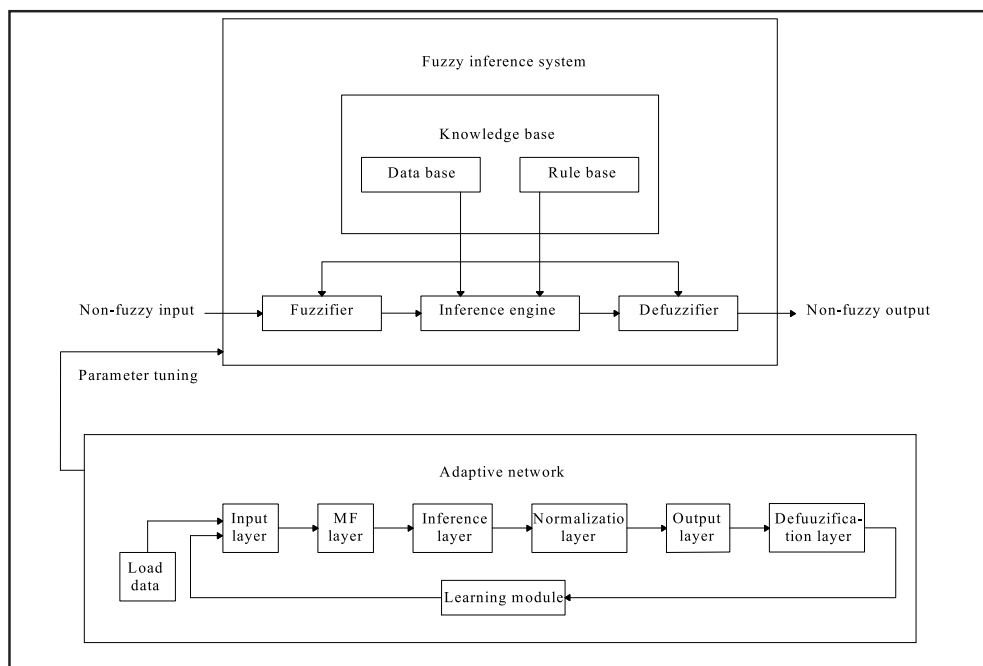 Fuzzy inference system
Knowledge base
Data base
Rule base
Non-fuzzy input
Fuzzifier
Inference engine
Defuzzifier
Non-fuzzy output
Parameter tuning
Adaptive network
Input
layer
MF
layer
Inference
layer
Normalizatio
layer
Output
layer
Defuuzifica-
tion layer
Load
data
Learning module